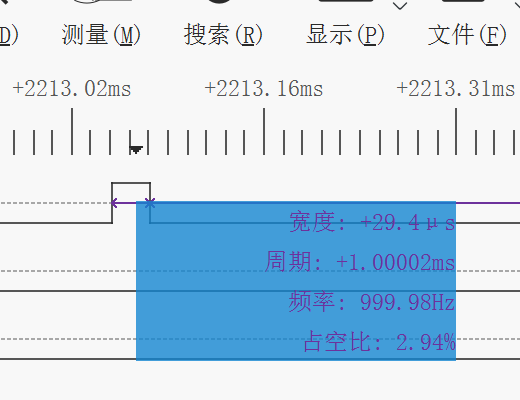 D) 测量(M) 搜索(R) 显示(P) 文件(F)
+2213.02ms +2213.16ms +2213.31ms
宽度: +29.4μs
周期: +1.00002ms
频率: 999.98Hz
占空比: 2.94%